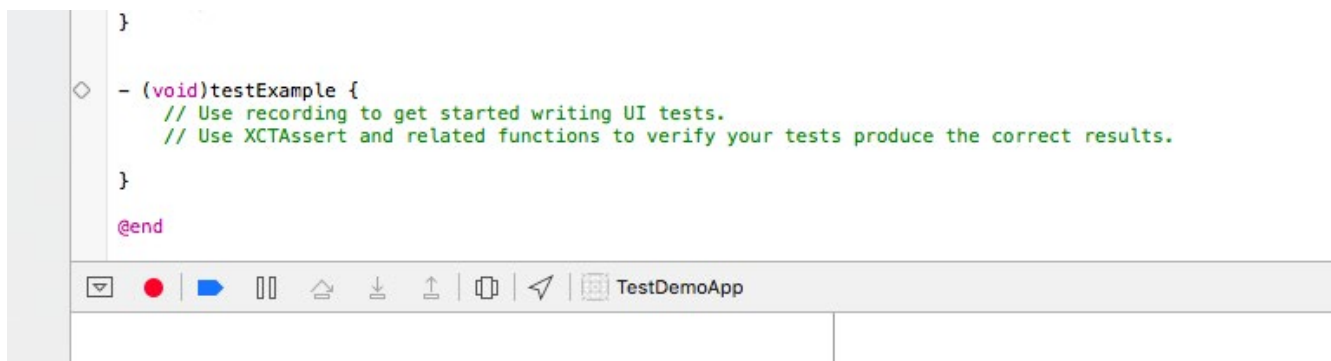 }
- (void)testExample {
// Use recording to get started writing UI tests.
// Use XCTAssert and related functions to verify your tests produce the correct results.
}
@end
TestDemoApp